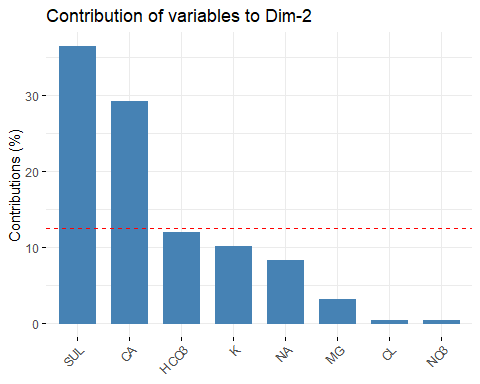 Contribution of variables to Dim-2
Contributions (%)
30
20
10
0
SUL
CA
HCO3
K
NA
MG
CL
NO3